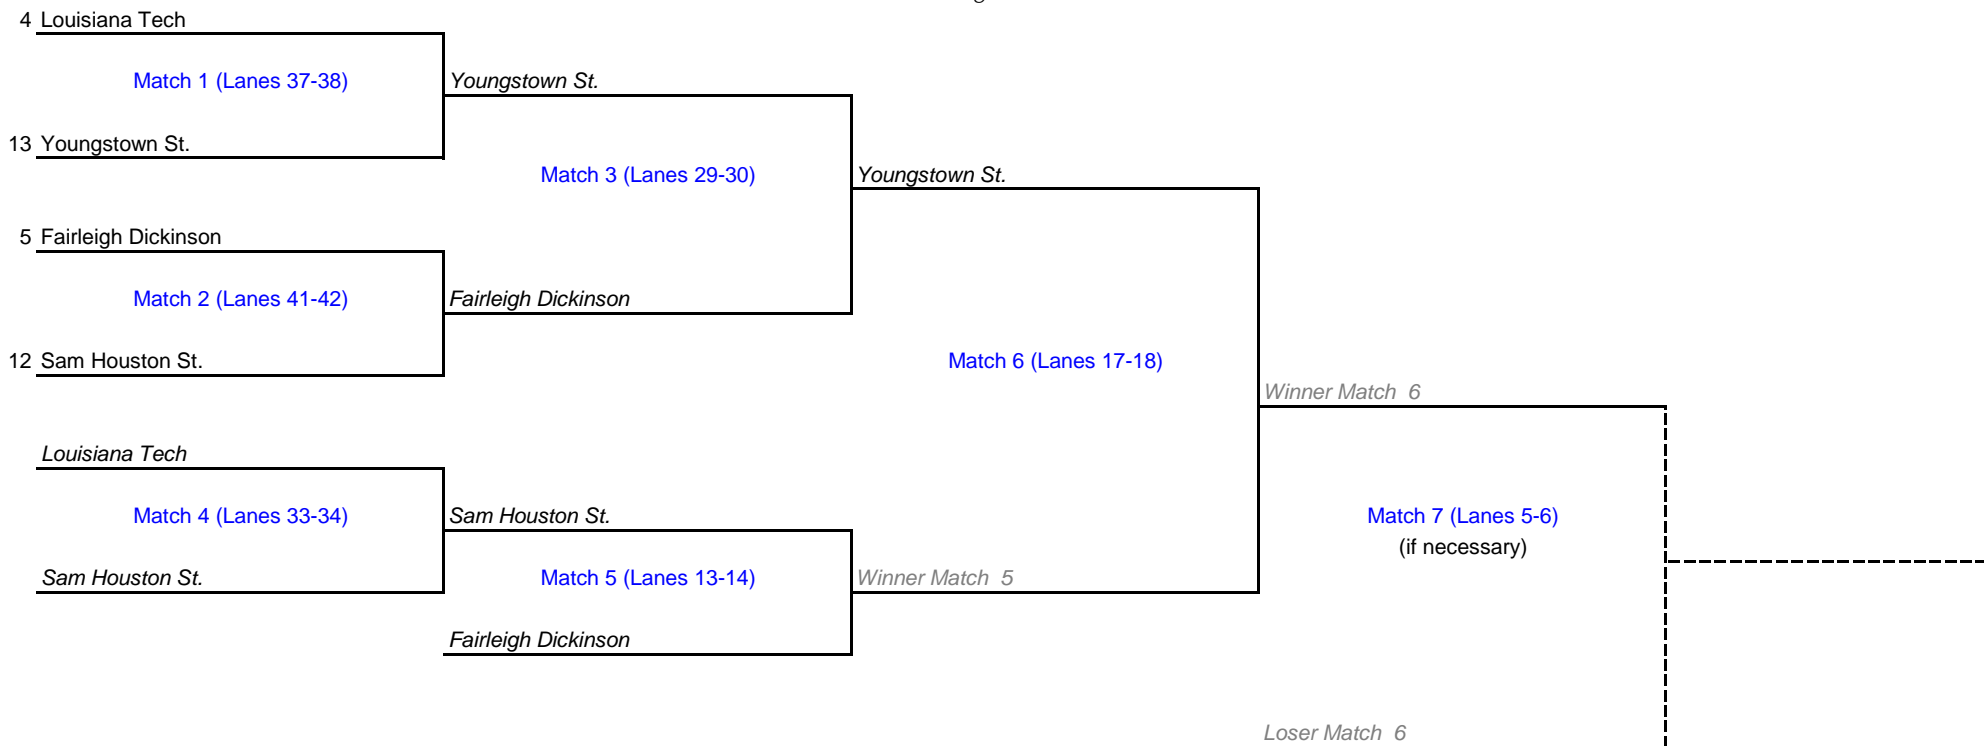 4 Louisiana Tech
Match 1 (Lanes 37-38)
Youngstown St.
13 Youngstown St.
Match 3 (Lanes 29-30)
Youngstown St.
5 Fairleigh Dickinson
Match 2 (Lanes 41-42)
Fairleigh Dickinson
12 Sam Houston St.
Match 6 (Lanes 17-18)
Winner Match 6
Louisiana Tech
Match 4 (Lanes 33-34)
Sam Houston St.
Match 7 (Lanes 5-6)
(if necessary)
Sam Houston St.
Match 5 (Lanes 13-14)
Winner Match 5
Fairleigh Dickinson
Loser Match 6